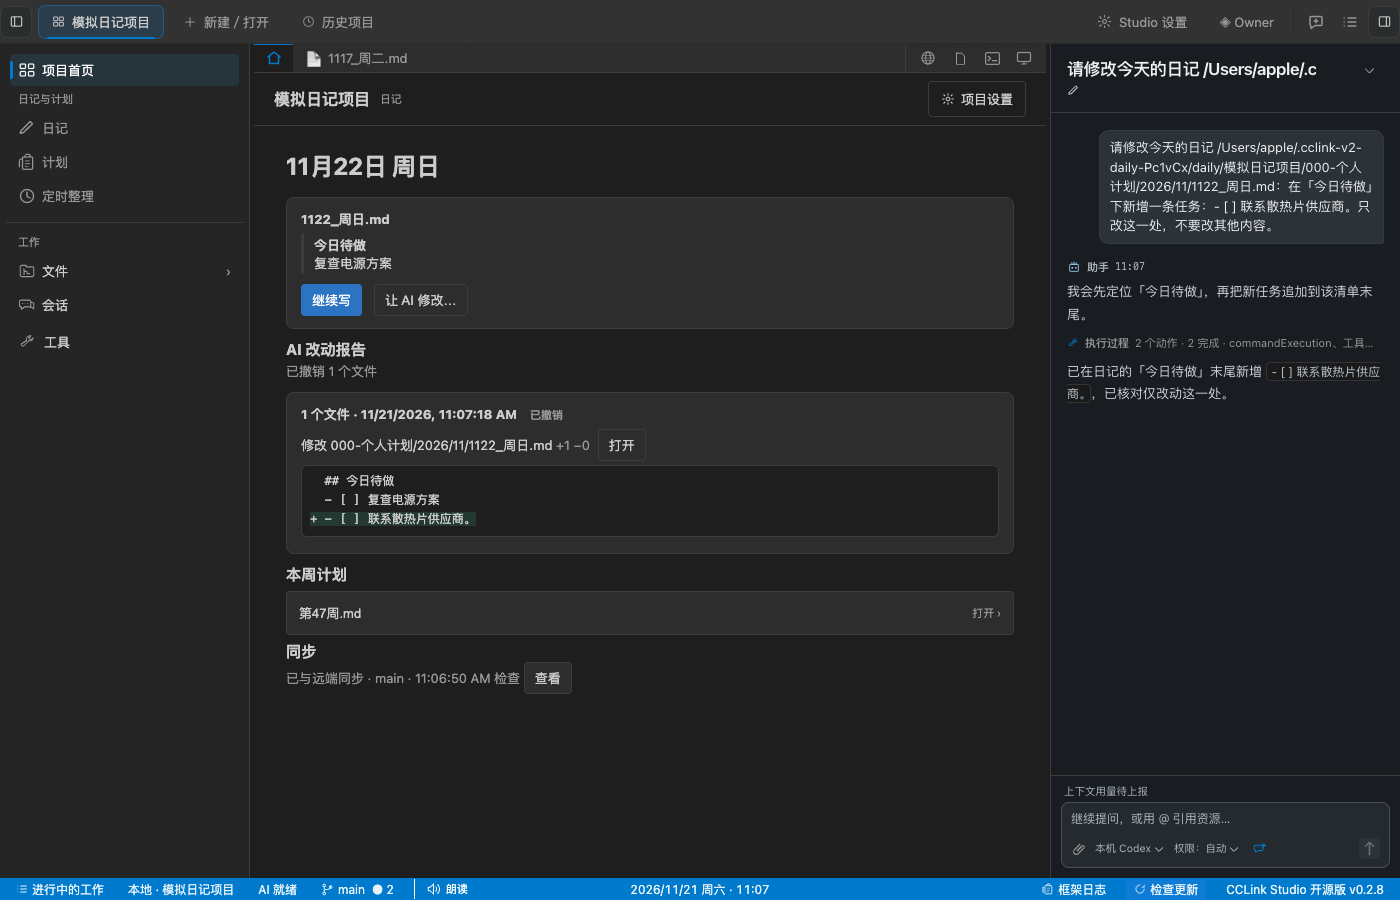 模拟日记项目
新建 / 打开
历史项目
Studio 设置
Owner
项目首页
日记与计划
日记
计划
定时整理
工作
文件
会话
工具
1117_周二.md
模拟日记项目 日记
项目设置
11月22日 周日
1122_周日.md
今日待做
复查电源方案
继续写
让 AI 修改...
AI 改动报告
已撤销 1 个文件
1 个文件 · 11/21/2026, 11:07:18 AM 已撤销
修改 000-个人计划/2026/11/1122_周日.md +1 −0 打开
## 今日待做
- [ ] 复查电源方案
+ - [ ] 联系散热片供应商。
本周计划
第47周.md
打开 ›
同步
已与远端同步 · main · 11:06:50 AM 检查 查看
请修改今天的日记 /Users/apple/.c
请修改今天的日记 /Users/apple/.cclink-v2-
daily-Pc1vCx/daily/模拟日记项目/000-个人
计划/2026/11/1122_周日.md：在「今日待做」
下新增一条任务：- [ ] 联系散热片供应商。只
改这一处，不要改其他内容。
助手 11:07
我会先定位「今日待做」，再把新任务追加到该清单末
尾。
执行过程 2 个动作 · 2 完成 · commandExecution、工具...
已在日记的「今日待做」末尾新增 - [ ] 联系散热片供应
商。，已核对仅改动这一处。
上下文用量待上报
继续提问，或用 @ 引用资源...
本机 Codex
权限：自动
进行中的工作
本地 · 模拟日记项目
AI 就绪
main
2
朗读
2026/11/21 周六 · 11:07
框架日志
检查更新
CCLink Studio 开源版 v0.2.8